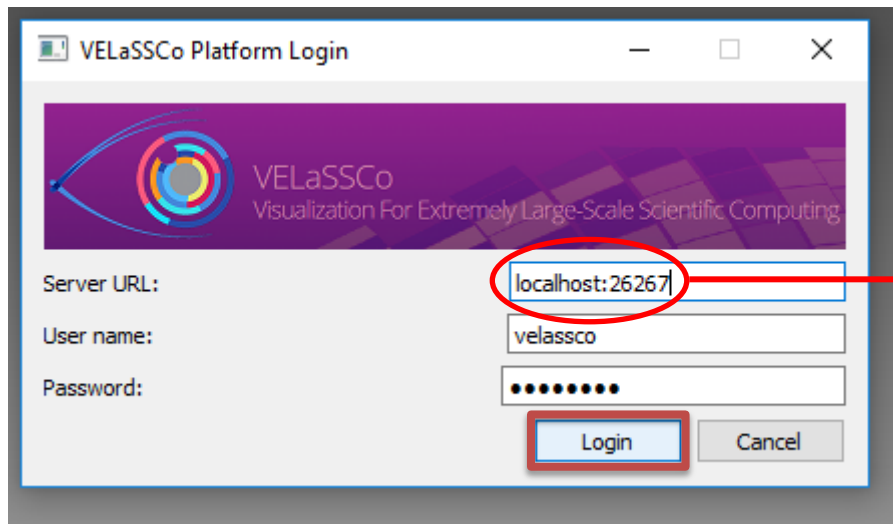 VELaSSCo Platform Login
VELaSSCo
Visualization For Extremely Large-Scale Scientific Computing
Server URL: localhost:26267
User name: velassco
Password: ●●●●●●●●
Login Cancel